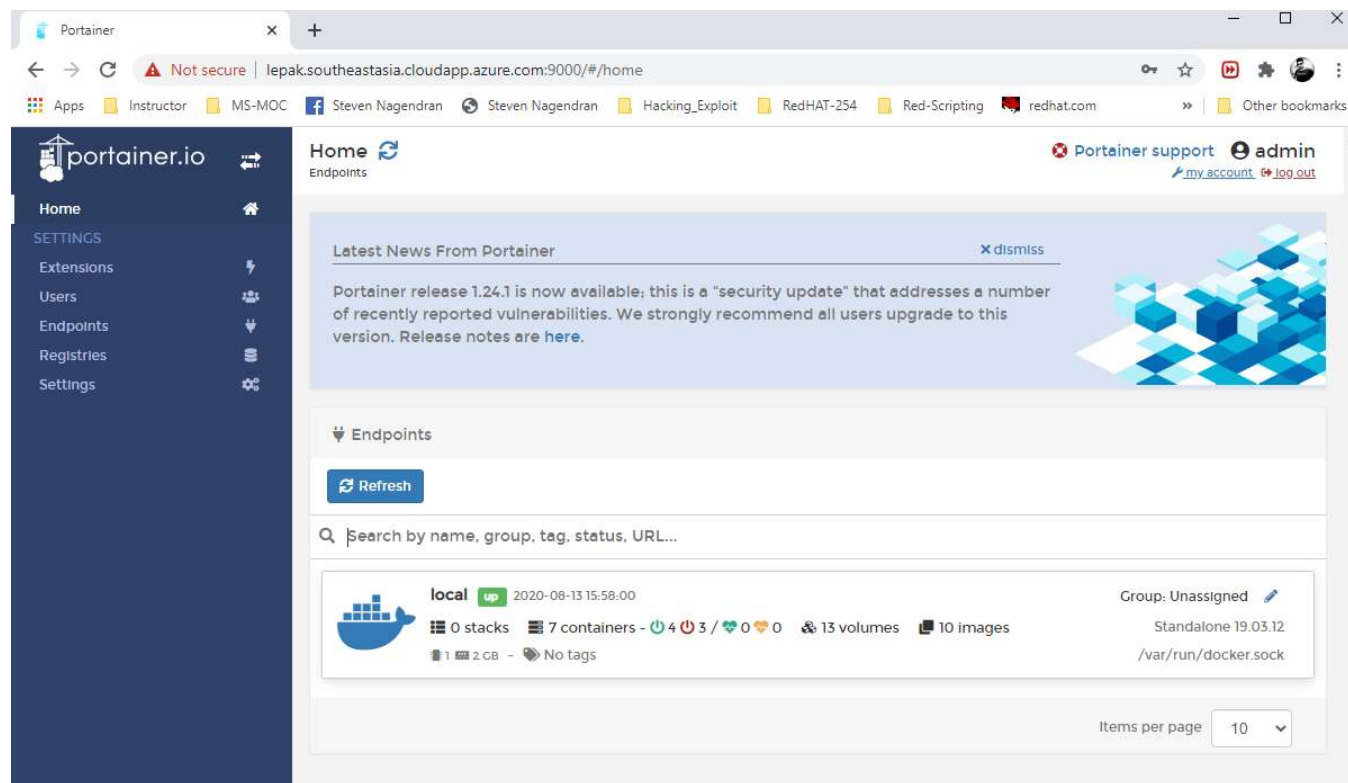 Portainer
Not secure | lepak.southeastasia.cloudapp.azure.com:9000/#/home
Apps Instructor MS-MOC Steven Nagendran Steven Nagendran Hacking_Exploit RedHAT-254 Red-Scripting redhat.com » Other bookmarks
portainer.io
Home
SETTINGS
Extensions
Users
Endpoints
Registries
Settings
Home
Endpoints
Portainer support admin
my account log out
Latest News From Portainer
dismiss
Portainer release 1.24.1 is now available; this is a "security update" that addresses a number
of recently reported vulnerabilities. We strongly recommend all users upgrade to this
version. Release notes are here.
Endpoints
Refresh
Search by name, group, tag, status, URL...
local up 2020-08-13 15:58:00
Group: Unassigned
0 stacks 7 containers - 4 3 / 0 0 13 volumes 10 images
Standalone 19.03.12
1 2 GB - No tags
/var/run/docker.sock
Items per page 10